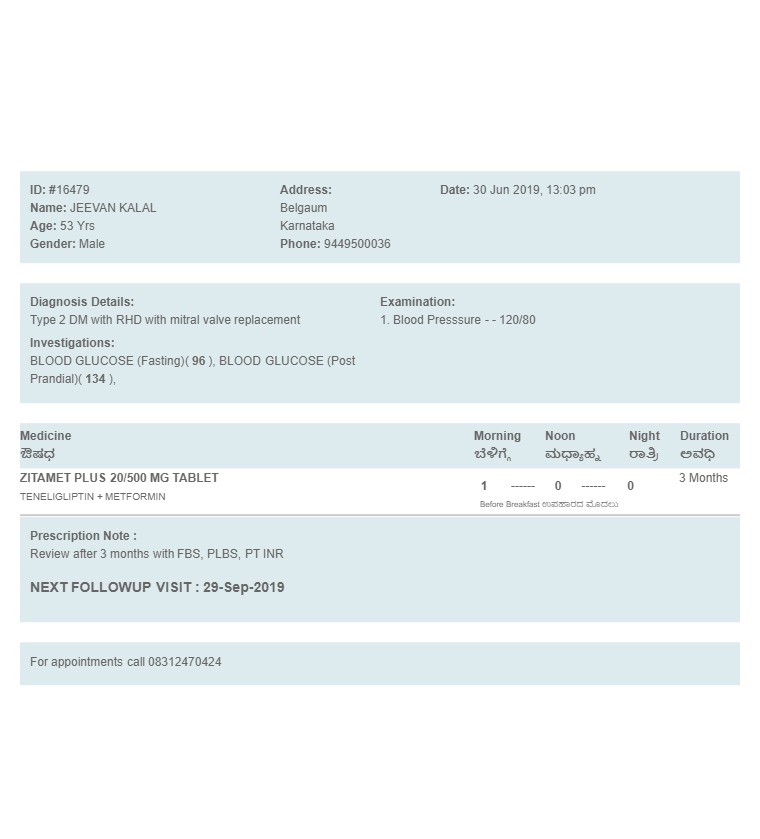 ID: #16479
Name: JEEVAN KALAL
Age: 53 Yrs
Gender: Male
Address:
Belgaum
Karnataka
Phone: 9449500036
Date: 30 Jun 2019, 13:03 pm
Diagnosis Details:
Type 2 DM with RHD with mitral valve replacement
Investigations:
BLOOD GLUCOSE (Fasting)( 96 ), BLOOD GLUCOSE (Post
Prandial)( 134 ),
Examination:
1. Blood Presssure - - 120/80
Medicine Morning Noon Night Duration
ಔಷಧ ಬೆಳಿಗ್ಗೆ ಮಧ್ಯಾಹ್ನ ರಾತ್ರಿ ಅವಧಿ
ZITAMET PLUS 20/500 MG TABLET 3 Months
TENELIGLIPTIN + METFORMIN
1 ------ 0 ------ 0
Before Breakfast ಉಪಹಾರದ ಮೊದಲು
Prescription Note :
Review after 3 months with FBS, PLBS, PT INR
NEXT FOLLOWUP VISIT : 29-Sep-2019
For appointments call 08312470424